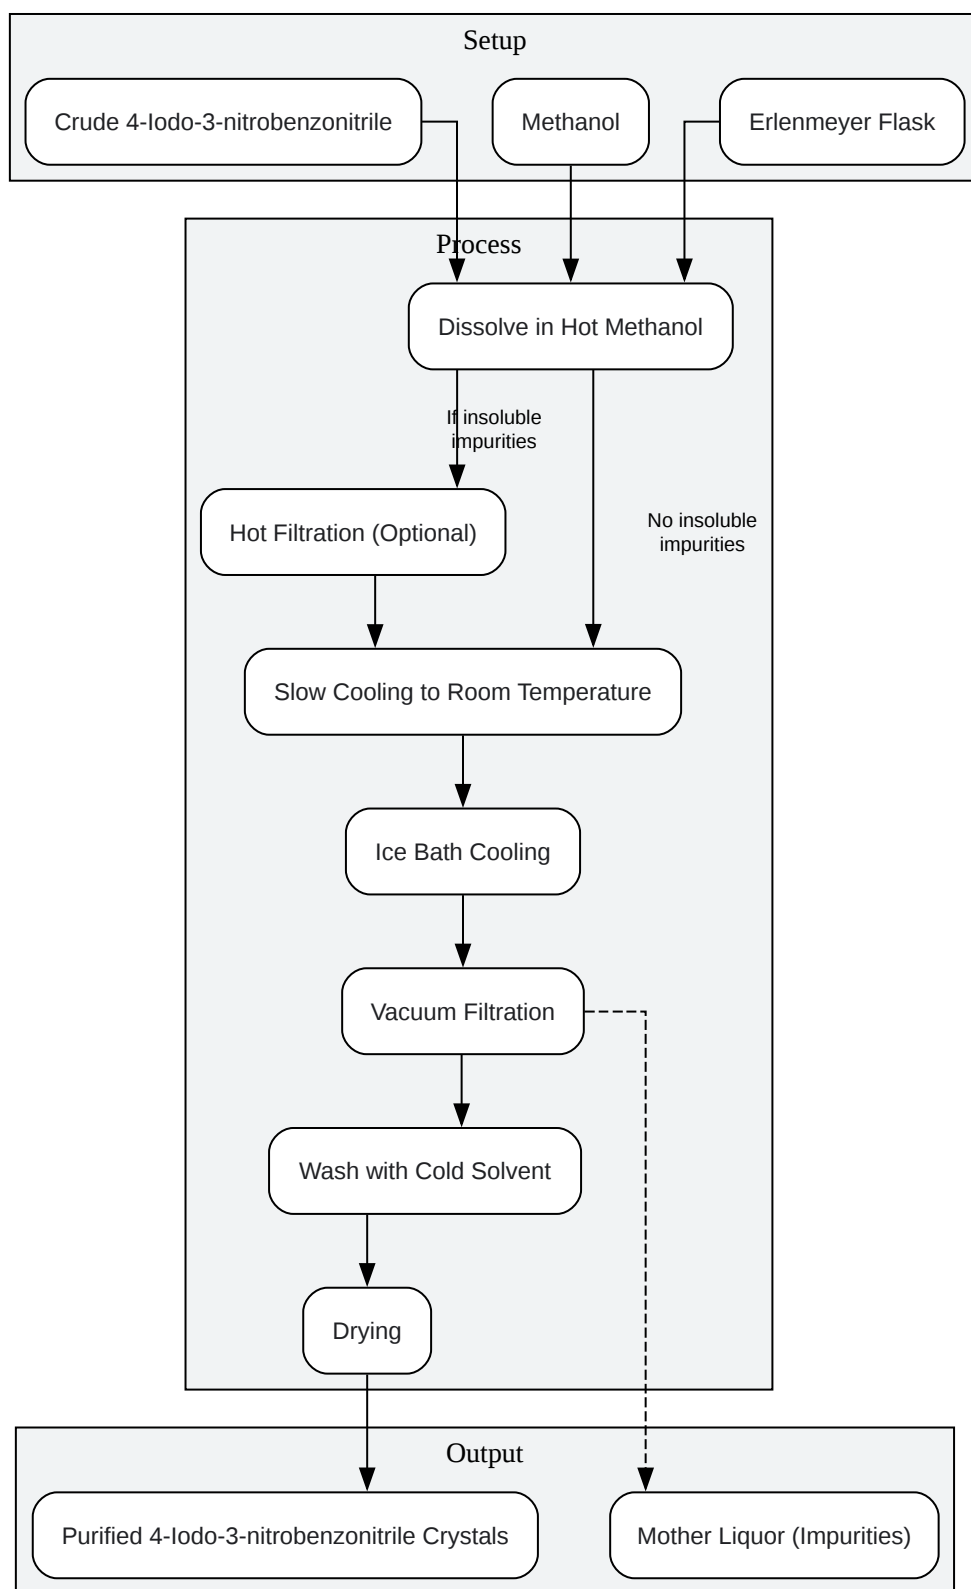 Setup
Crude 4-Iodo-3-nitrobenzonitrile
Methanol
Erlenmeyer Flask
Process
Dissolve in Hot Methanol
If insoluble
impurities
Hot Filtration (Optional)
No insoluble
impurities
Slow Cooling to Room Temperature
Ice Bath Cooling
Vacuum Filtration
Wash with Cold Solvent
Drying
Output
Purified 4-Iodo-3-nitrobenzonitrile Crystals
Mother Liquor (Impurities)